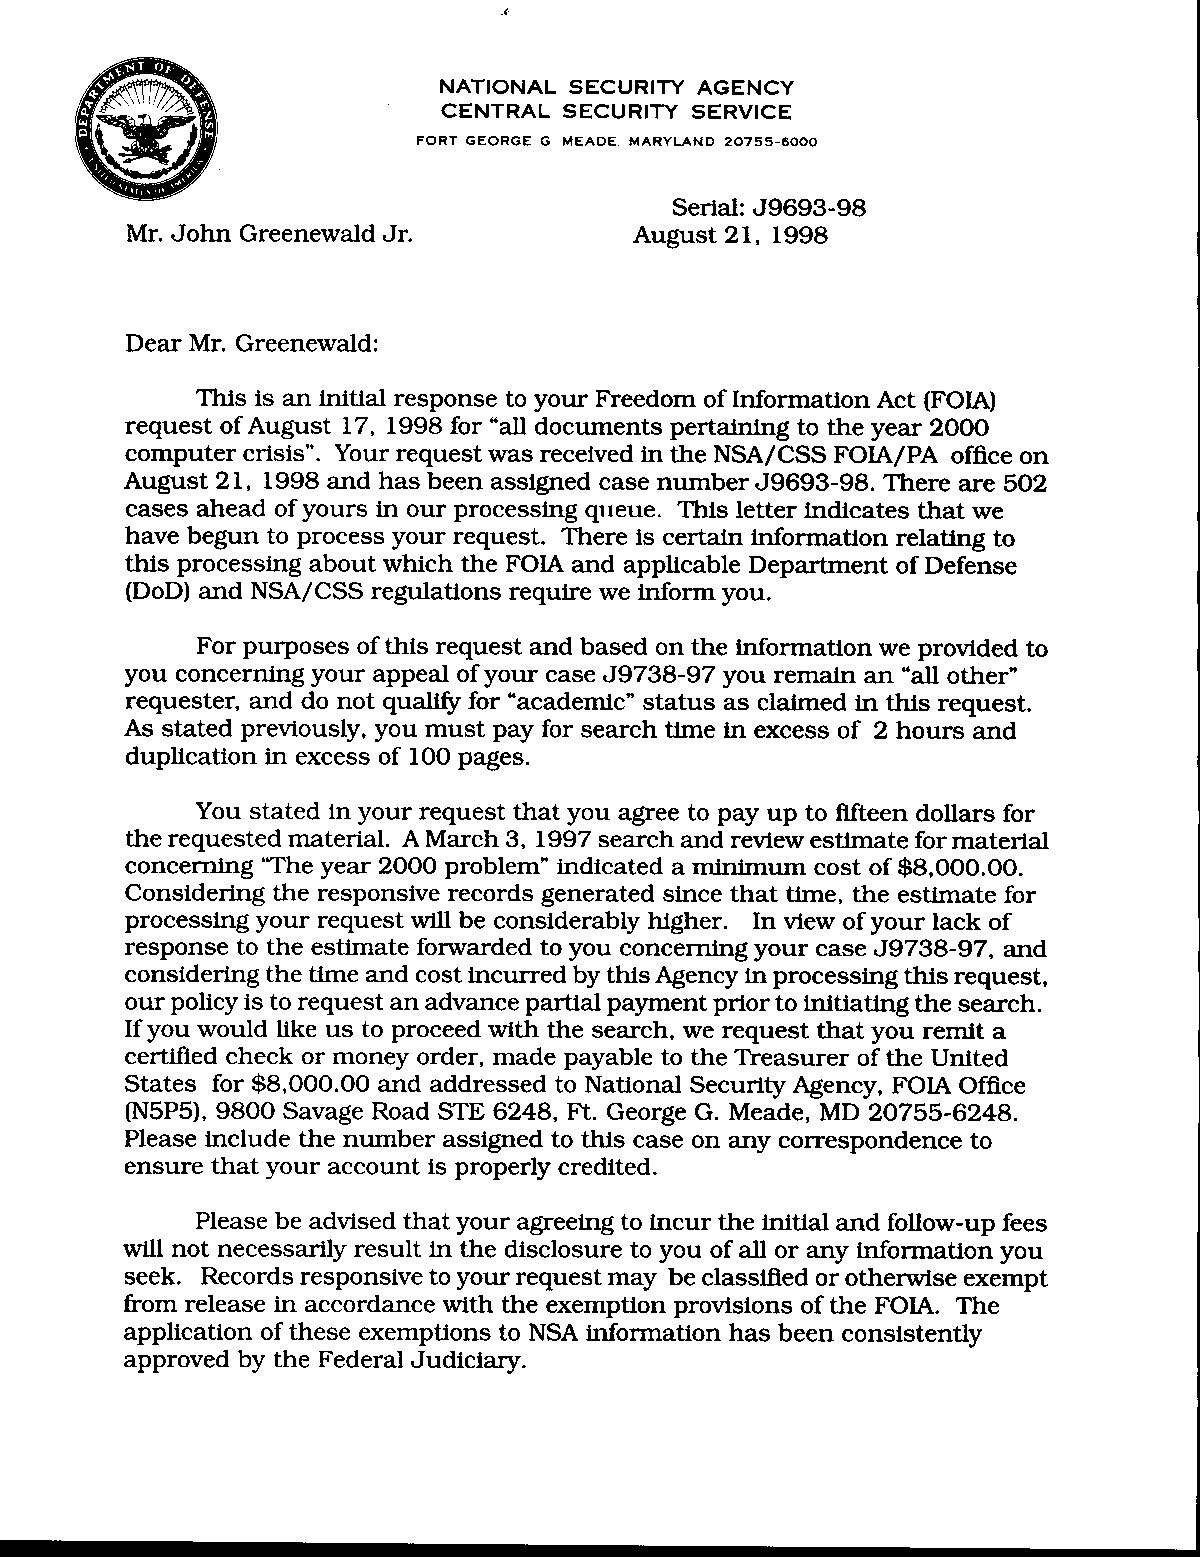 DEPARTMENT OF DEFENSE
UNITED STATES OF AMERICA
NATIONAL SECURITY AGENCY
CENTRAL SECURITY SERVICE
FORT GEORGE G MEADE. MARYLAND 20755-6000
Serial: J9693-98
Mr. John Greenewald Jr.
August 21, 1998
Dear Mr. Greenewald:
This is an initial response to your Freedom of Information Act (FOIA)
request of August 17, 1998 for “all documents pertaining to the year 2000
computer crisis”. Your request was received in the NSA/CSS FOIA/PA office on
August 21, 1998 and has been assigned case number J9693-98. There are 502
cases ahead of yours in our processing queue. This letter indicates that we
have begun to process your request. There is certain information relating to
this processing about which the FOIA and applicable Department of Defense
(DoD) and NSA/CSS regulations require we inform you.
For purposes of this request and based on the information we provided to
you concerning your appeal of your case J9738-97 you remain an “all other”
requester, and do not qualify for “academic” status as claimed in this request.
As stated previously, you must pay for search time in excess of 2 hours and
duplication in excess of 100 pages.
You stated in your request that you agree to pay up to fifteen dollars for
the requested material. A March 3, 1997 search and review estimate for material
concerning “The year 2000 problem” indicated a minimum cost of $8,000.00.
Considering the responsive records generated since that time, the estimate for
processing your request will be considerably higher. In view of your lack of
response to the estimate forwarded to you concerning your case J9738-97, and
considering the time and cost incurred by this Agency in processing this request,
our policy is to request an advance partial payment prior to initiating the search.
If you would like us to proceed with the search, we request that you remit a
certified check or money order, made payable to the Treasurer of the United
States for $8,000.00 and addressed to National Security Agency, FOIA Office
(N5P5), 9800 Savage Road STE 6248, Ft. George G. Meade, MD 20755-6248.
Please include the number assigned to this case on any correspondence to
ensure that your account is properly credited.
Please be advised that your agreeing to incur the initial and follow-up fees
will not necessarily result in the disclosure to you of all or any information you
seek. Records responsive to your request may be classified or otherwise exempt
from release in accordance with the exemption provisions of the FOIA. The
application of these exemptions to NSA information has been consistently
approved by the Federal Judiciary.